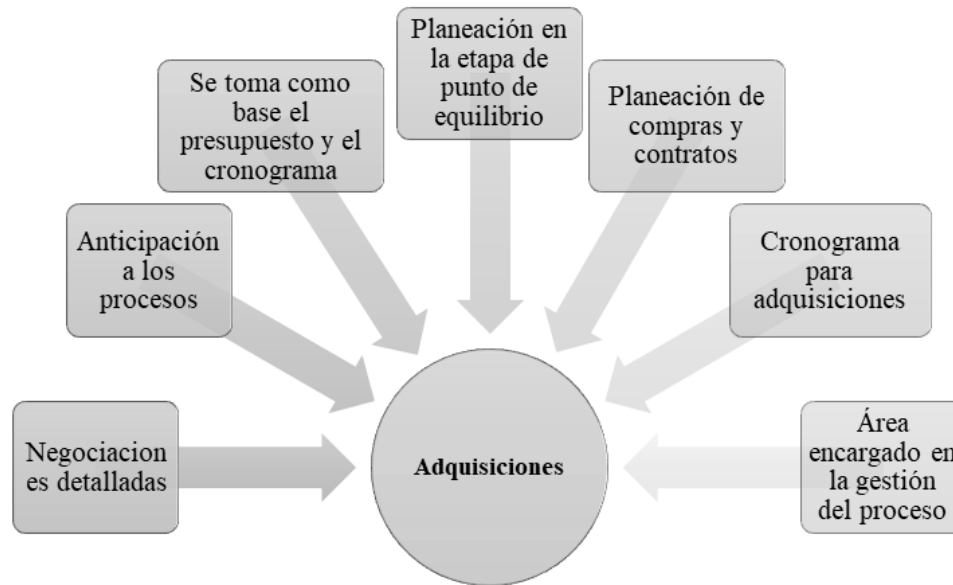 Planeación en
la etapa de
punto de
equilibrio
Se toma como
base el
presupuesto y el
cronograma
Planeación de
compras y
contratos
Anticipación
a los
procesos
Cronograma
para
adquisiciones
Negociacion
es detalladas
Adquisiciones
Área
encargado en
la gestión
del proceso